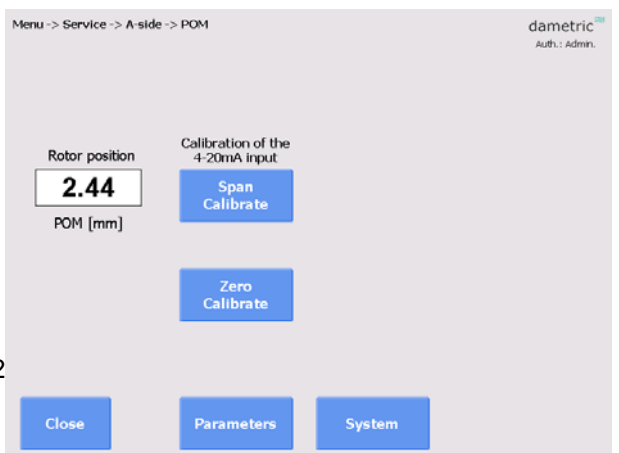 Menu -> Service -> A-side -> POM
dametric
Auth.: Admin.
Calibration of the
4-20mA input
Rotor position
2.44
POM [mm]
Span
Calibrate
Zero
Calibrate
2
Close
Parameters
System